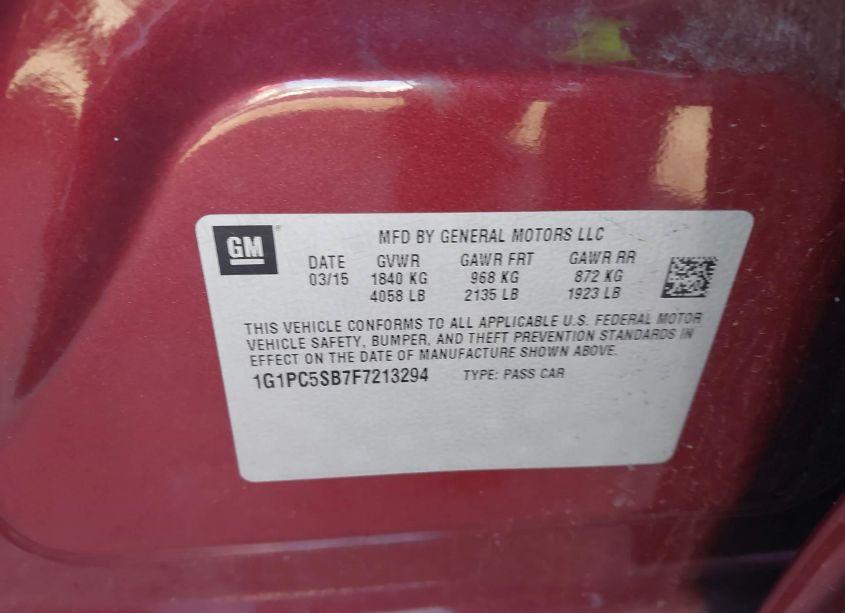 GM
MFD BY GENERAL MOTORS LLC
DATE GVWR GAWR FRT GAWR RR
03/15 1840 KG 968 KG 872 KG
4058 LB 2135 LB 1923 LB
THIS VEHICLE CONFORMS TO ALL APPLICABLE U.S. FEDERAL MOTOR
VEHICLE SAFETY, BUMPER, AND THEFT PREVENTION STANDARDS IN
EFFECT ON THE DATE OF MANUFACTURE SHOWN ABOVE.
1G1PC5SB7F7213294 TYPE: PASS CAR